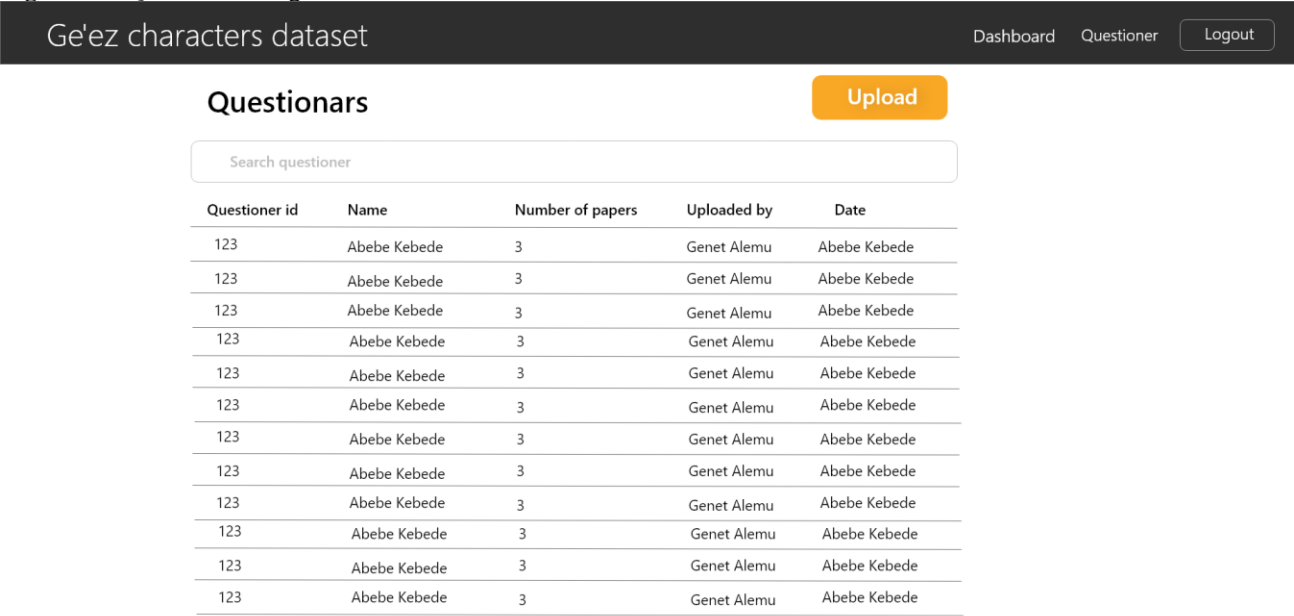 Ge'ez characters dataset Dashboard Questioner Logout
Questionars Upload
Search questioner
Questioner id Name Number of papers Uploaded by Date
123 Abebe Kebede 3 Genet Alemu Abebe Kebede
123 Abebe Kebede 3 Genet Alemu Abebe Kebede
123 Abebe Kebede 3 Genet Alemu Abebe Kebede
123 Abebe Kebede 3 Genet Alemu Abebe Kebede
123 Abebe Kebede 3 Genet Alemu Abebe Kebede
123 Abebe Kebede 3 Genet Alemu Abebe Kebede
123 Abebe Kebede 3 Genet Alemu Abebe Kebede
123 Abebe Kebede 3 Genet Alemu Abebe Kebede
123 Abebe Kebede 3 Genet Alemu Abebe Kebede
123 Abebe Kebede 3 Genet Alemu Abebe Kebede
123 Abebe Kebede 3 Genet Alemu Abebe Kebede
123 Abebe Kebede 3 Genet Alemu Abebe Kebede